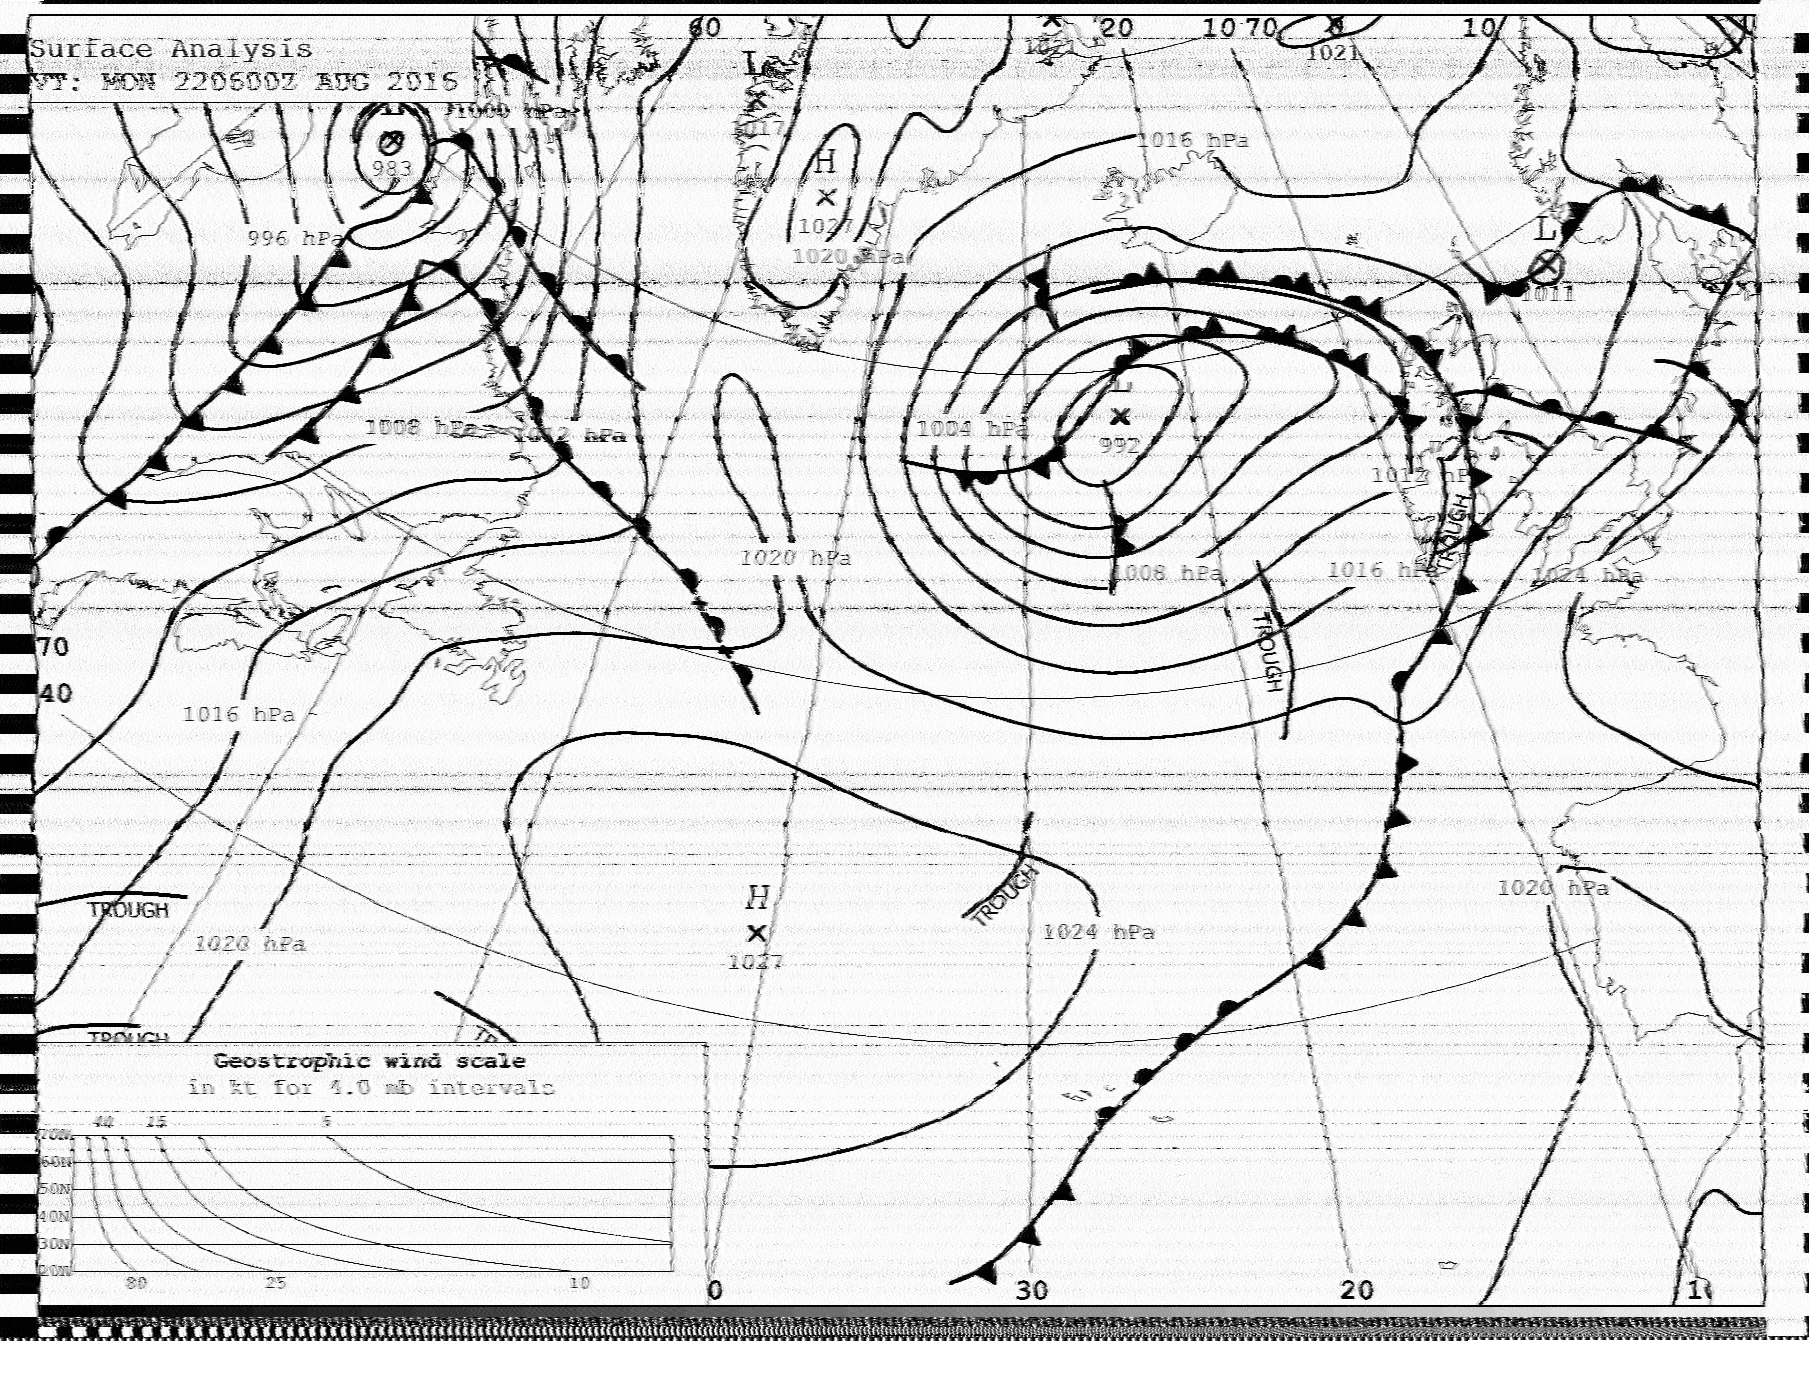 60
20
10 70
10
Surface Analysis
VT: MON 220600Z AUG 2016
L
1021
1021
1000 hPa
983
1017
H
1027
1016 hPa
996 hPa
1020 hPa
L
1011
L
992
1004 hPa
1008 hPa
1012 hPa
1012 hPa
TROUGH
1020 hPa
1008 hPa
1016 hPa
1024 hPa
TROUGH
70
40
1016 hPa
H
1027
TROUGH
1020 hPa
TROUGH
1024 hPa
1020 hPa
TROUGH
Geostrophic wind scale
in kt for 4.0 mb intervals
40 15 5
70N
60N
50N
40N
30N
20N
80 25 10
0
30
20